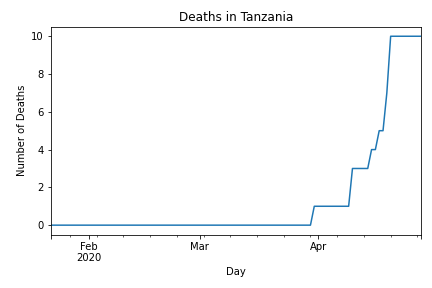 Deaths in Tanzania
Number of Deaths
10
8
6
4
2
0
Feb
2020
Mar
Apr
Day